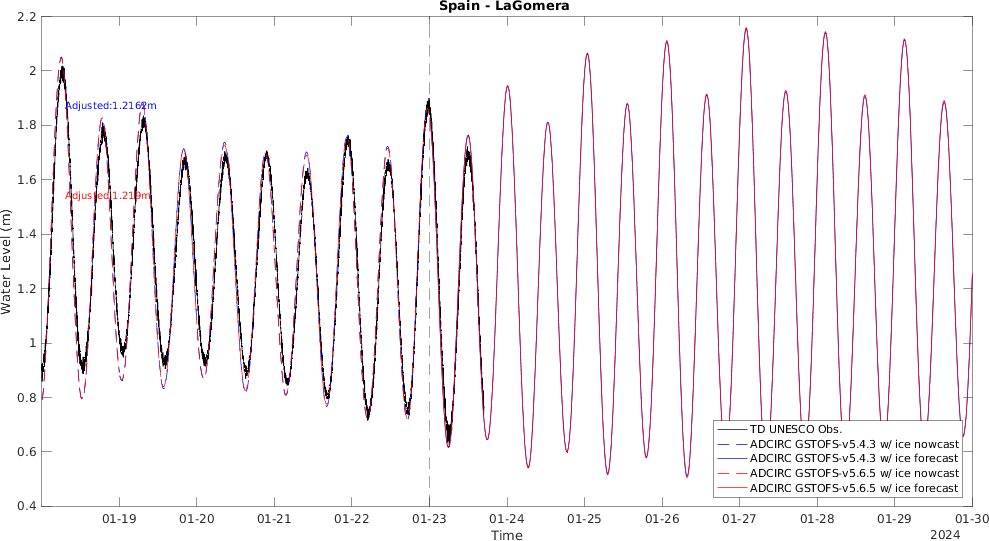 Spain - LaGomera
2.2
2
1.8
1.6
1.4
1.2
1
0.8
0.6
0.4
Water Level (m)
Adjusted:1.2162m
Adjusted:1.219m
TD UNESCO Obs.
ADCIRC GSTOFS-v5.4.3 w/ ice nowcast
ADCIRC GSTOFS-v5.4.3 w/ ice forecast
ADCIRC GSTOFS-v5.6.5 w/ ice nowcast
ADCIRC GSTOFS-v5.6.5 w/ ice forecast
01-19 01-20 01-21 01-22 01-23 01-24 01-25 01-26 01-27 01-28 01-29 01-30
Time
2024